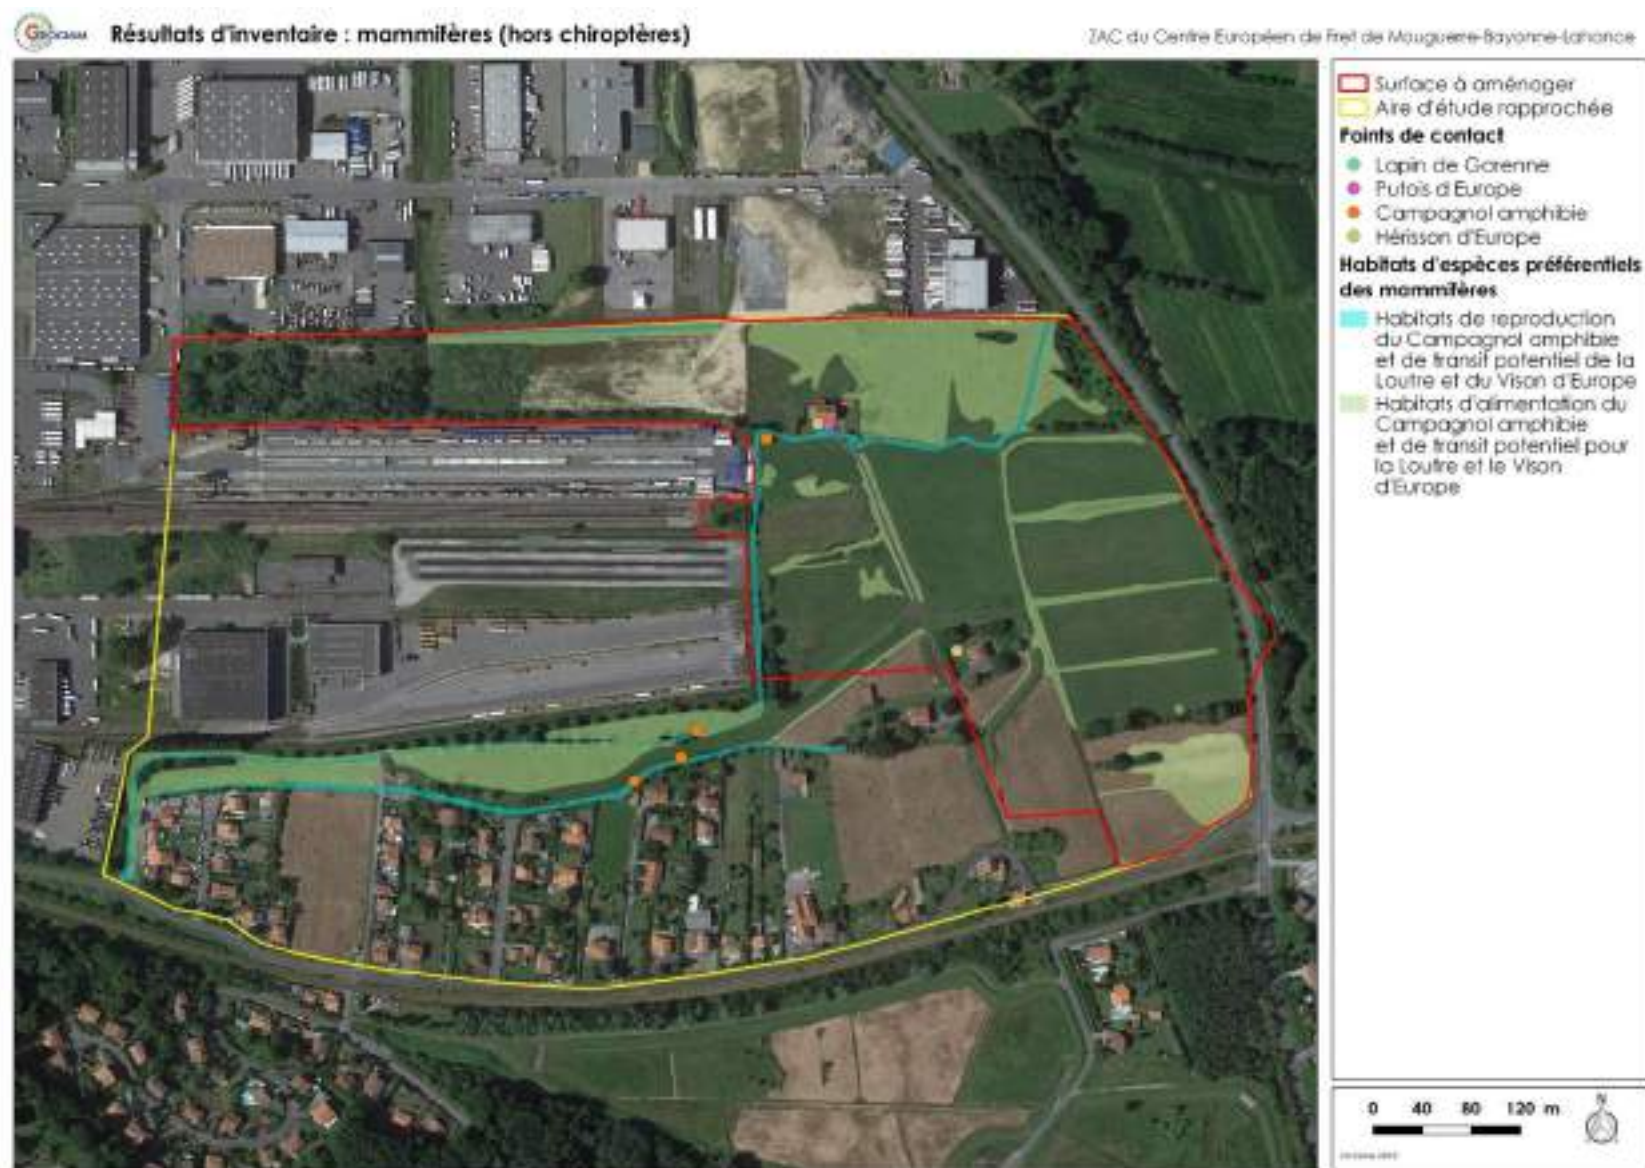 Résultats d'inventaire : mammifères (hors chiroptères)
ZAC du Centre Européen de Fret de Mouguerre-Bayonne-Lahonce
Surface à aménager
Aire d'étude rapprochée
Points de contact
Lapin de Garenne
Putois d'Europe
Campagnol amphibie
Hérisson d'Europe
Habitats d'espèces préférentiels
des mammifères
Habitats de reproduction
du Campagnol amphibie
et de transit potentiel de la
Loutre et du Vison d'Europe
Habitats d'alimentation du
Campagnol amphibie
et de transit potentiel pour
la Loutre et le Vison
d'Europe
0 40 80 120 m
N